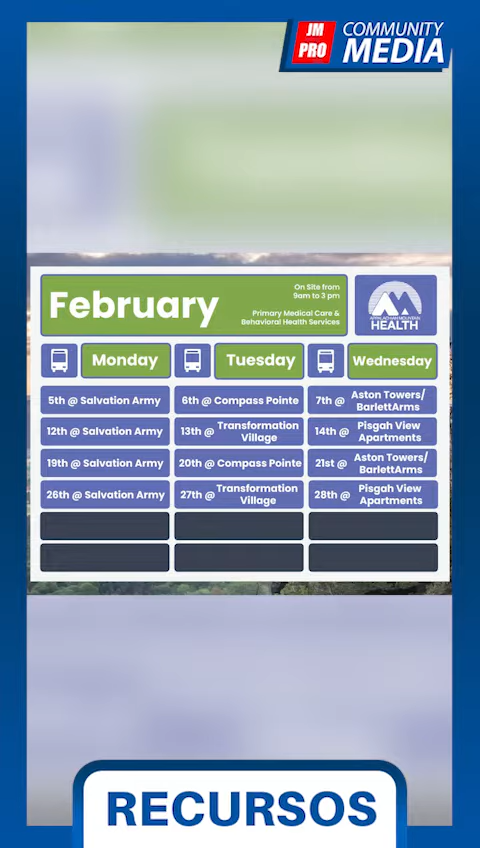 JM
PRO
COMMUNITY
MEDIA
February
On Site from
9am to 3 pm
Primary Medical Care &
Behavioral Health Services
APPALACHIAN MOUNTAIN
HEALTH
Monday
Tuesday
Wednesday
5th @ Salvation Army
6th @ Compass Pointe
7th @ Aston Towers/
BarlettArms
12th @ Salvation Army
13th @ Transformation
Village
14th @ Pisgah View
Apartments
19th @ Salvation Army
20th @ Compass Pointe
21st @ Aston Towers/
BarlettArms
26th @ Salvation Army
27th @ Transformation
Village
28th @ Pisgah View
Apartments
RECURSOS